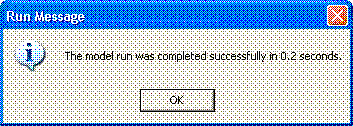 Run Message
The model run was completed successfully in 0.2 seconds.
OK